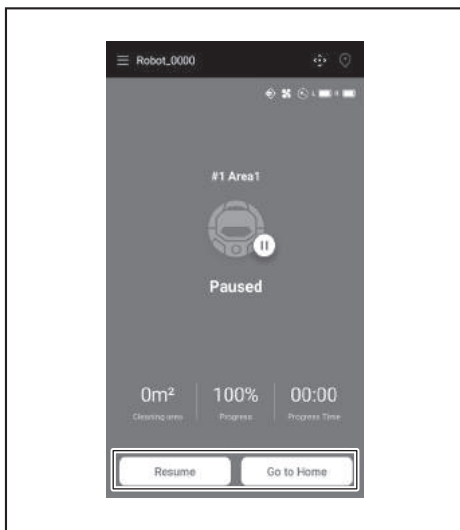 Robot_0000
L R
#1 Area1
Paused
0m² 100% 00:00
Cleaning area Progress Progress Time
Resume Go to Home